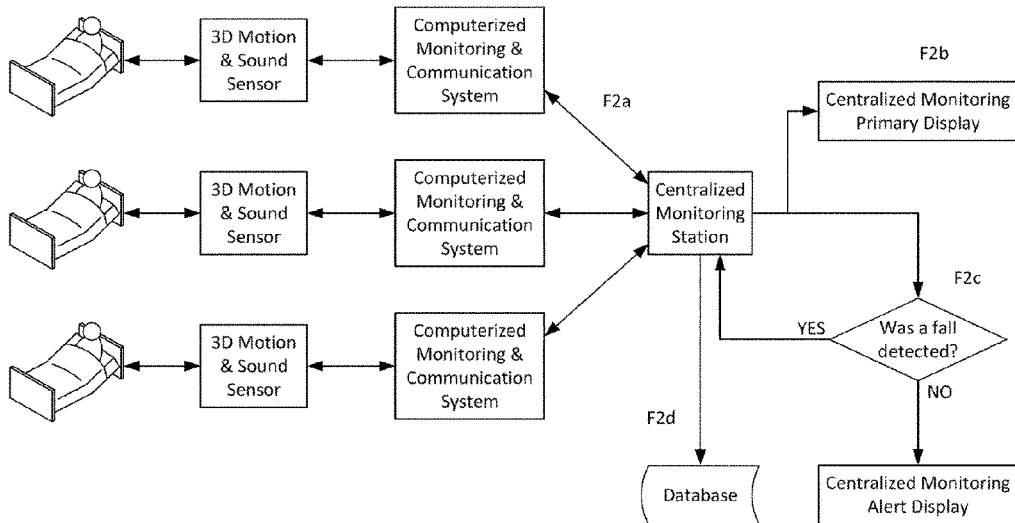 3D Motion
& Sound
Sensor
Computerized
Monitoring &
Communication
System
F2a
F2b
Centralized Monitoring
Primary Display
3D Motion
& Sound
Sensor
Computerized
Monitoring &
Communication
System
Centralized
Monitoring
Station
F2c
3D Motion
& Sound
Sensor
Computerized
Monitoring &
Communication
System
YES
Was a fall
detected?
NO
F2d
Database
Centralized Monitoring
Alert Display